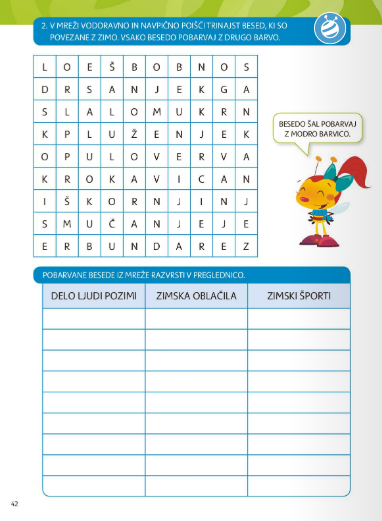 2. V MREŽI VODORAVNO IN NAVPIČNO POIŠČI TRINAJST BESED, KI SO
POVEZANE Z ZIMO. VSAKO BESEDO POBARVAJ Z DRUGO BARVO.
L O E Š B O B N O S
D R S A N J E K G A
S L A L O M U K R N
K P L U Ž E N J E K
O P U L O V E R V A
K R O K A V I C A N
I Š K O R N J I N J
S M U Č A N J E J E
E R B U N D A R E Z
BESEDO ŠAL POBARVAJ
Z MODRO BARVICO.
POBARVANE BESEDE IZ MREŽE RAZVRSTI V PREGLEDNICO.
DELO LJUDI POZIMI ZIMSKA OBLAČILA ZIMSKI ŠPORTI
42